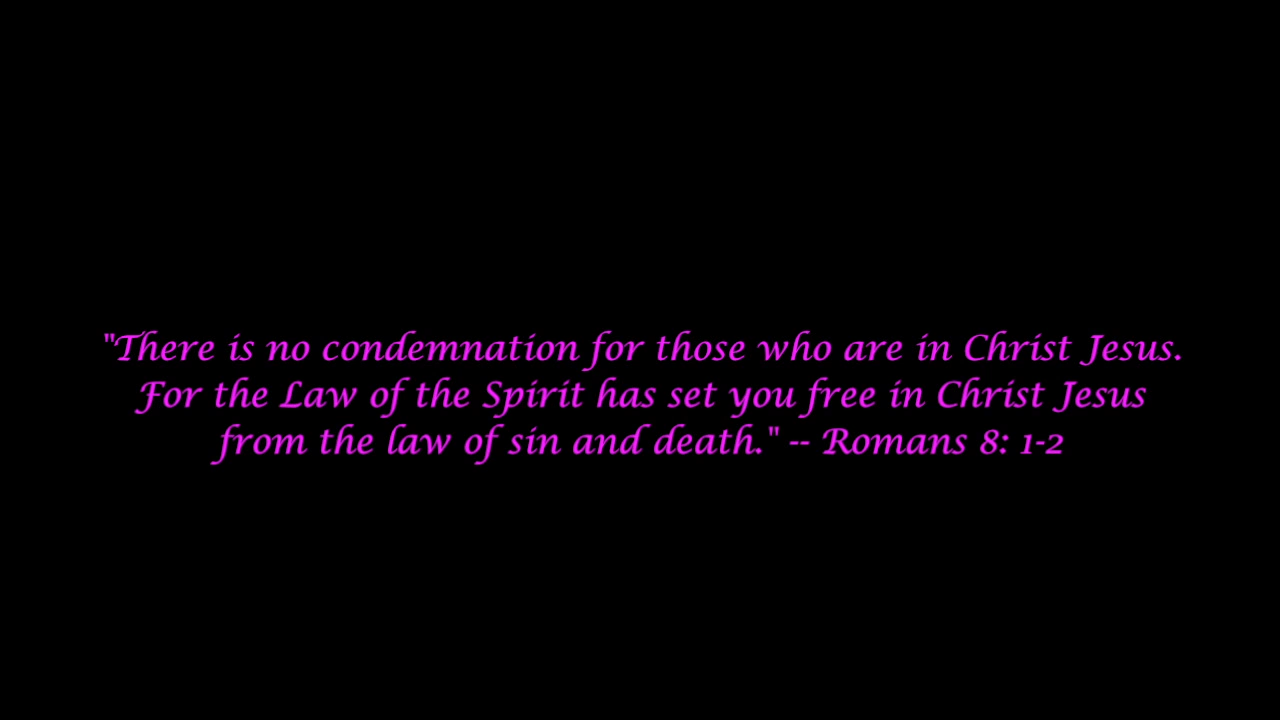 "There is no condemnation for those who are in Christ Jesus.
For the Law of the Spirit has set you free in Christ Jesus
from the law of sin and death." -- Romans 8: 1-2